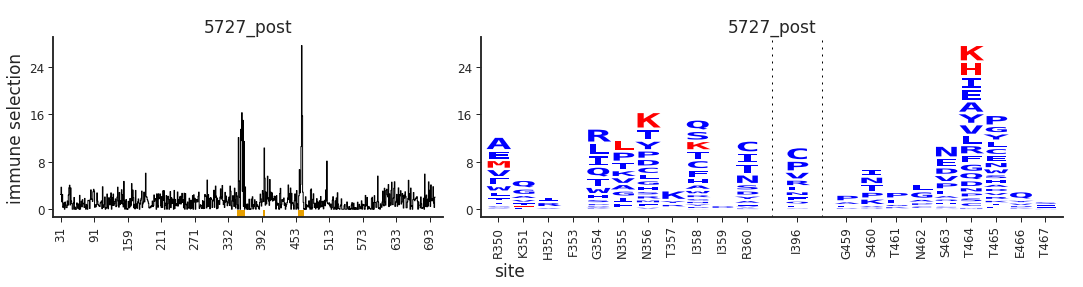 5727_post
immune selection
24
16
8
0
31
91
159
211
271
332
392
453
513
573
633
693
5727_post
24
16
8
0
R350
K351
H352
F353
G354
N355
N356
T357
I358
I359
R360
I396
G459
S460
T461
N462
S463
T464
T465
E466
T467
site